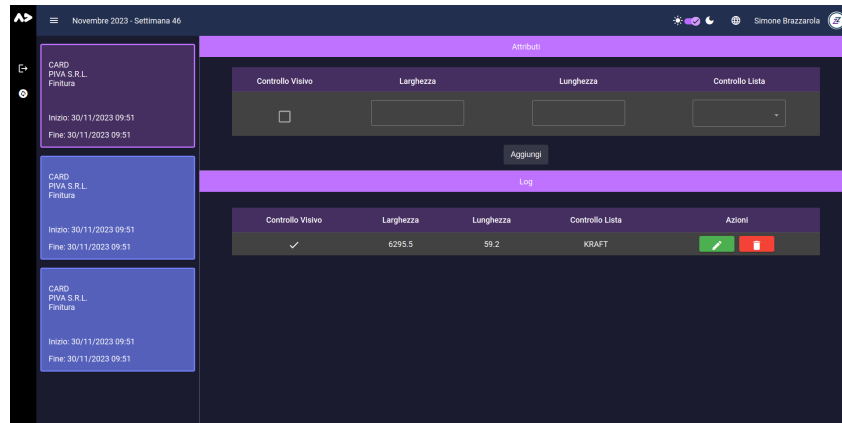 Novembre 2023 - Settimana 46
Simone Brazzarola
CARD
PIVA S.R.L.
Finitura
Inizio: 30/11/2023 09:51
Fine: 30/11/2023 09:51
CARD
PIVA S.R.L.
Finitura
Inizio: 30/11/2023 09:51
Fine: 30/11/2023 09:51
CARD
PIVA S.R.L.
Finitura
Inizio: 30/11/2023 09:51
Fine: 30/11/2023 09:51
Attributi
Controllo Visivo Larghezza Lunghezza Controllo Lista
Aggiungi
Log
Controllo Visivo Larghezza Lunghezza Controllo Lista Azioni
6295.5 59.2 KRAFT